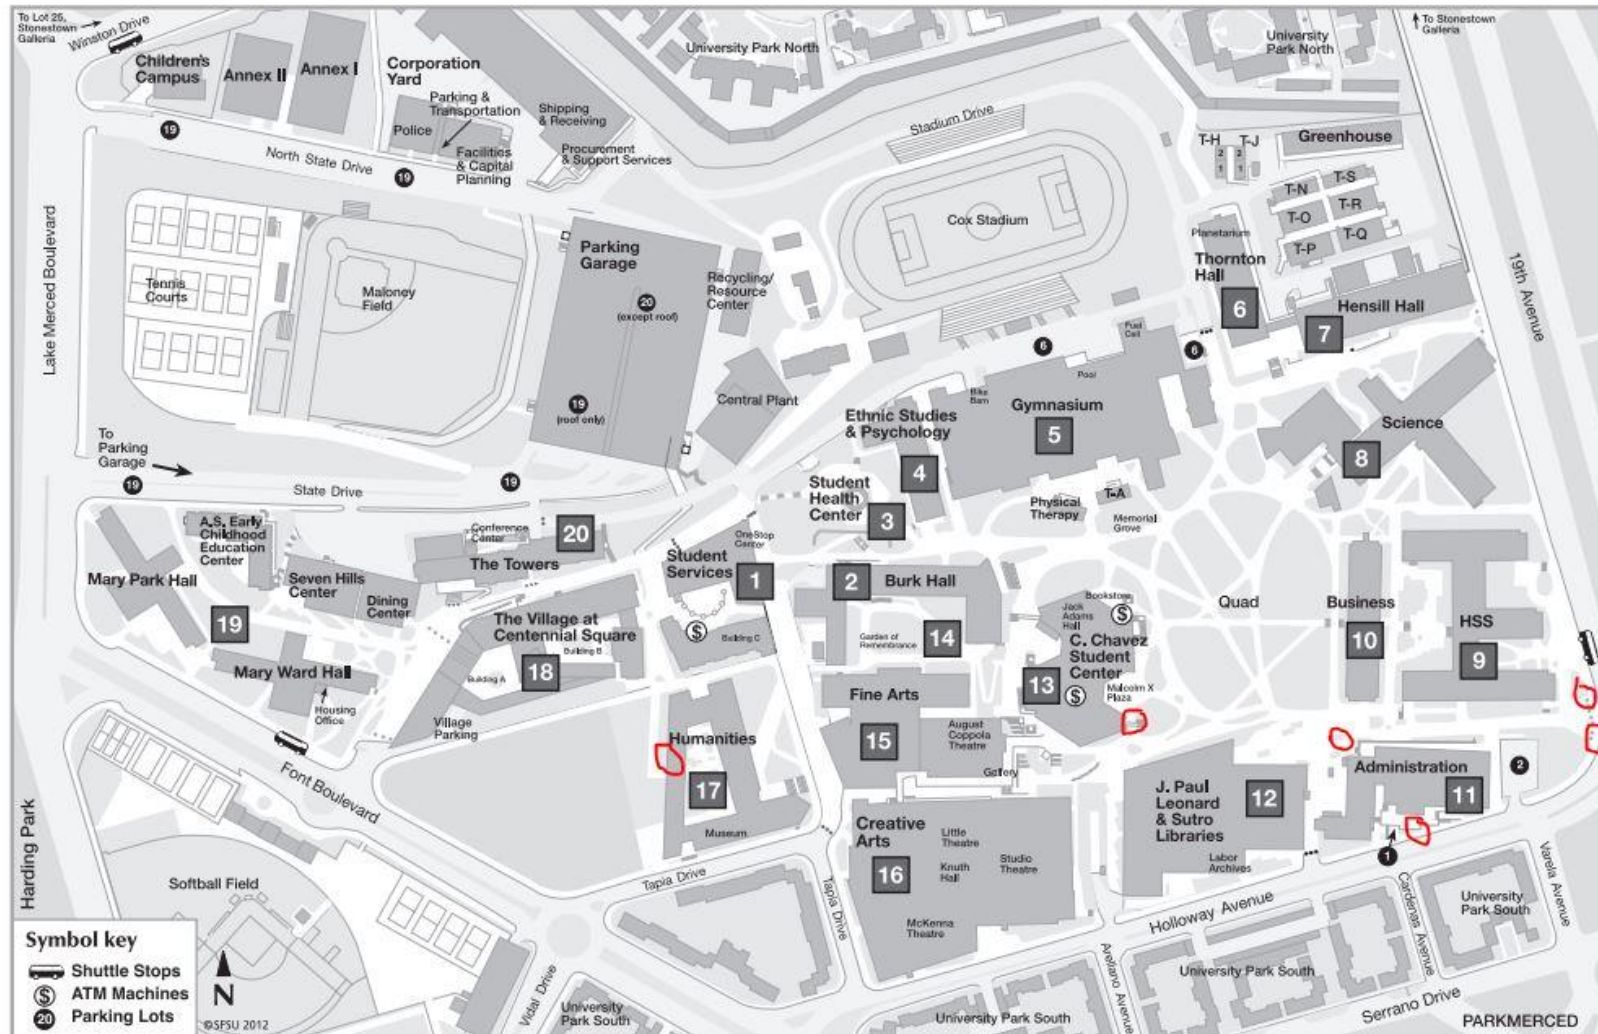 To Lot 25,
Stonestown
Galleria
Winston Drive
Children's
Campus
Annex II
Annex I
Corporation
Yard
Parking &
Transportation
Police
Facilities
& Capital
Planning
Shipping
& Receiving
Procurement
& Support Services
University Park North
University
Park North
To Stonestown
Galleria
19
North State Drive
19
Stadium Drive
T-H
T-J
2
2
1
1
Greenhouse
T-N
T-S
T-O
T-R
T-P
T-Q
Lake Merced Boulevard
Tennis
Courts
Maloney
Field
Parking
Garage
20
(except roof)
19
(roof only)
Recycling/
Resource
Center
Cox Stadium
Planetarium
Thornton
Hall
6
Hensill Hall
7
19th Avenue
Fuel
Cell
6
6
Pool
Bike
Barn
Gymnasium
5
Central Plant
Ethnic Studies
& Psychology
4
Science
8
To
Parking
Garage
19
State Drive
19
Student
Health
Center
3
Physical
Therapy
T-A
Memorial
Grove
A.S. Early
Childhood
Education
Center
Conference
Center
20
The Towers
OneStop
Center
Student
Services
1
2
Burk Hall
Mary Park Hall
Seven Hills
Center
Dining
Center
19
The Village at
Centennial Square
Building B
Building A
18
$
Building C
Garden of
Remembrance
14
Bookstore
$
Jack
Adams
Hall
C. Chavez
Student
Center
13
$
Malcolm X
Plaza
Quad
Business
10
HSS
9
Mary Ward Hall
Housing
Office
Village
Parking
Fine Arts
15
August
Coppola
Theatre
Gallery
Humanities
17
Museum
Font Boulevard
J. Paul
Leonard
& Sutro
Libraries
12
Labor
Archives
Administration
11
2
1
Creative
Arts
16
Little
Theatre
Knuth
Hall
Studio
Theatre
McKenna
Theatre
Harding Park
Softball Field
Tapia Drive
Tapia Drive
Holloway Avenue
Cardenas Avenue
Varela Avenue
University
Park South
Arellano Avenue
University Park South
Serrano Drive
Vidal Drive
University
Park South
University Park South
PARKMERCED
Symbol key
Shuttle Stops
$ ATM Machines
20 Parking Lots
N
©SFSU 2012